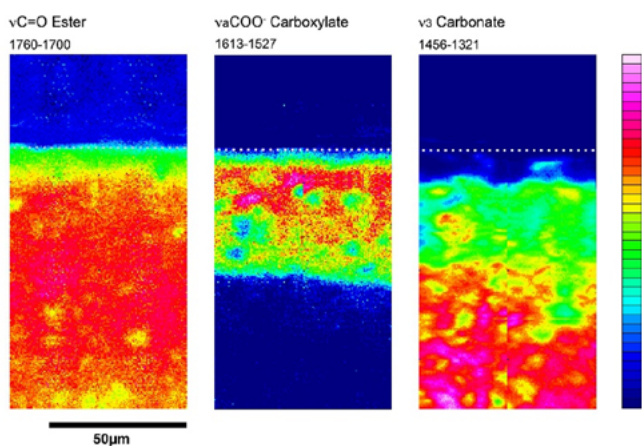 νC=O Ester
1760-1700
νaCOO⁻ Carboxylate
1613-1527
ν3 Carbonate
1456-1321
50µm